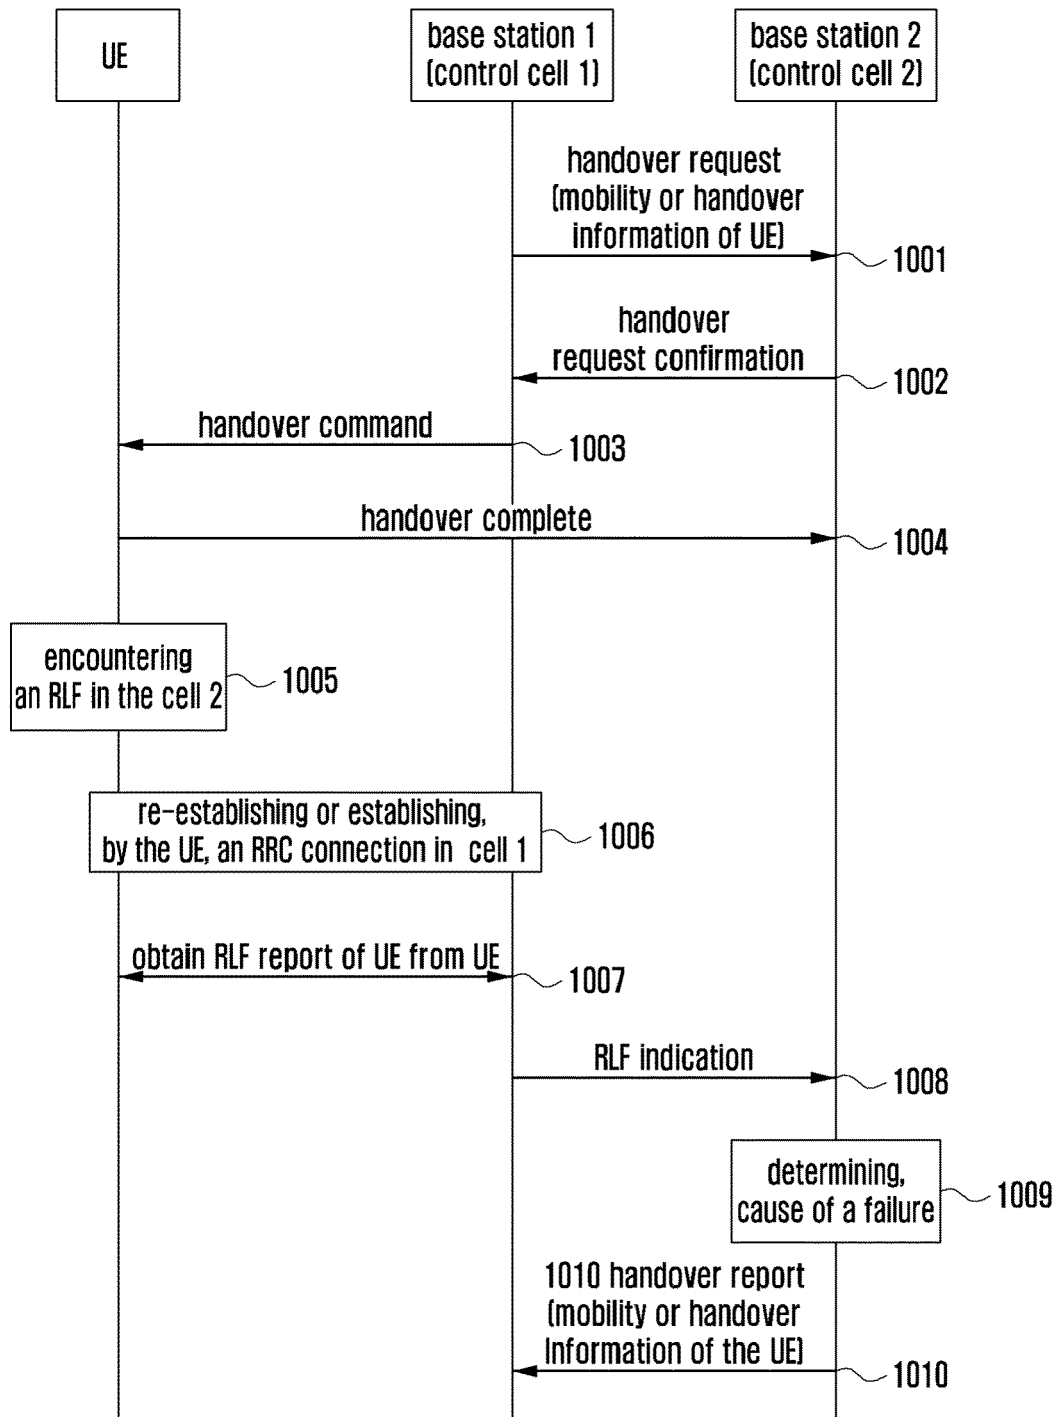 UE
base station 1
(control cell 1)
base station 2
(control cell 2)
handover request
(mobility or handover
information of UE)
1001
handover
request confirmation
1002
handover command
1003
handover complete
1004
encountering
an RLF in the cell 2
1005
re-establishing or establishing,
by the UE, an RRC connection in cell 1
1006
obtain RLF report of UE from UE
1007
RLF indication
1008
determining,
cause of a failure
1009
1010 handover report
(mobility or handover
Information of the UE)
1010